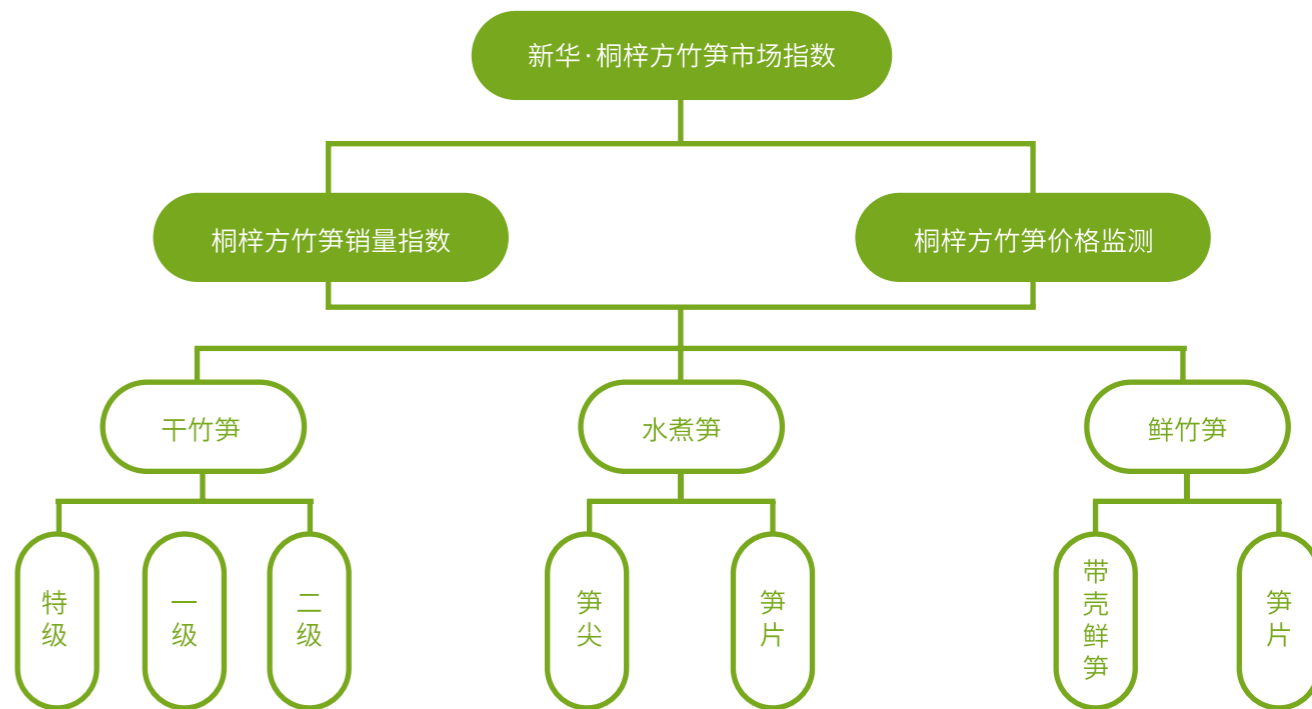 新华·桐梓方竹笋市场指数
桐梓方竹笋销量指数
桐梓方竹笋价格监测
干竹笋
水煮笋
鲜竹笋
特级
一级
二级
笋尖
笋片
带壳鲜笋
笋片